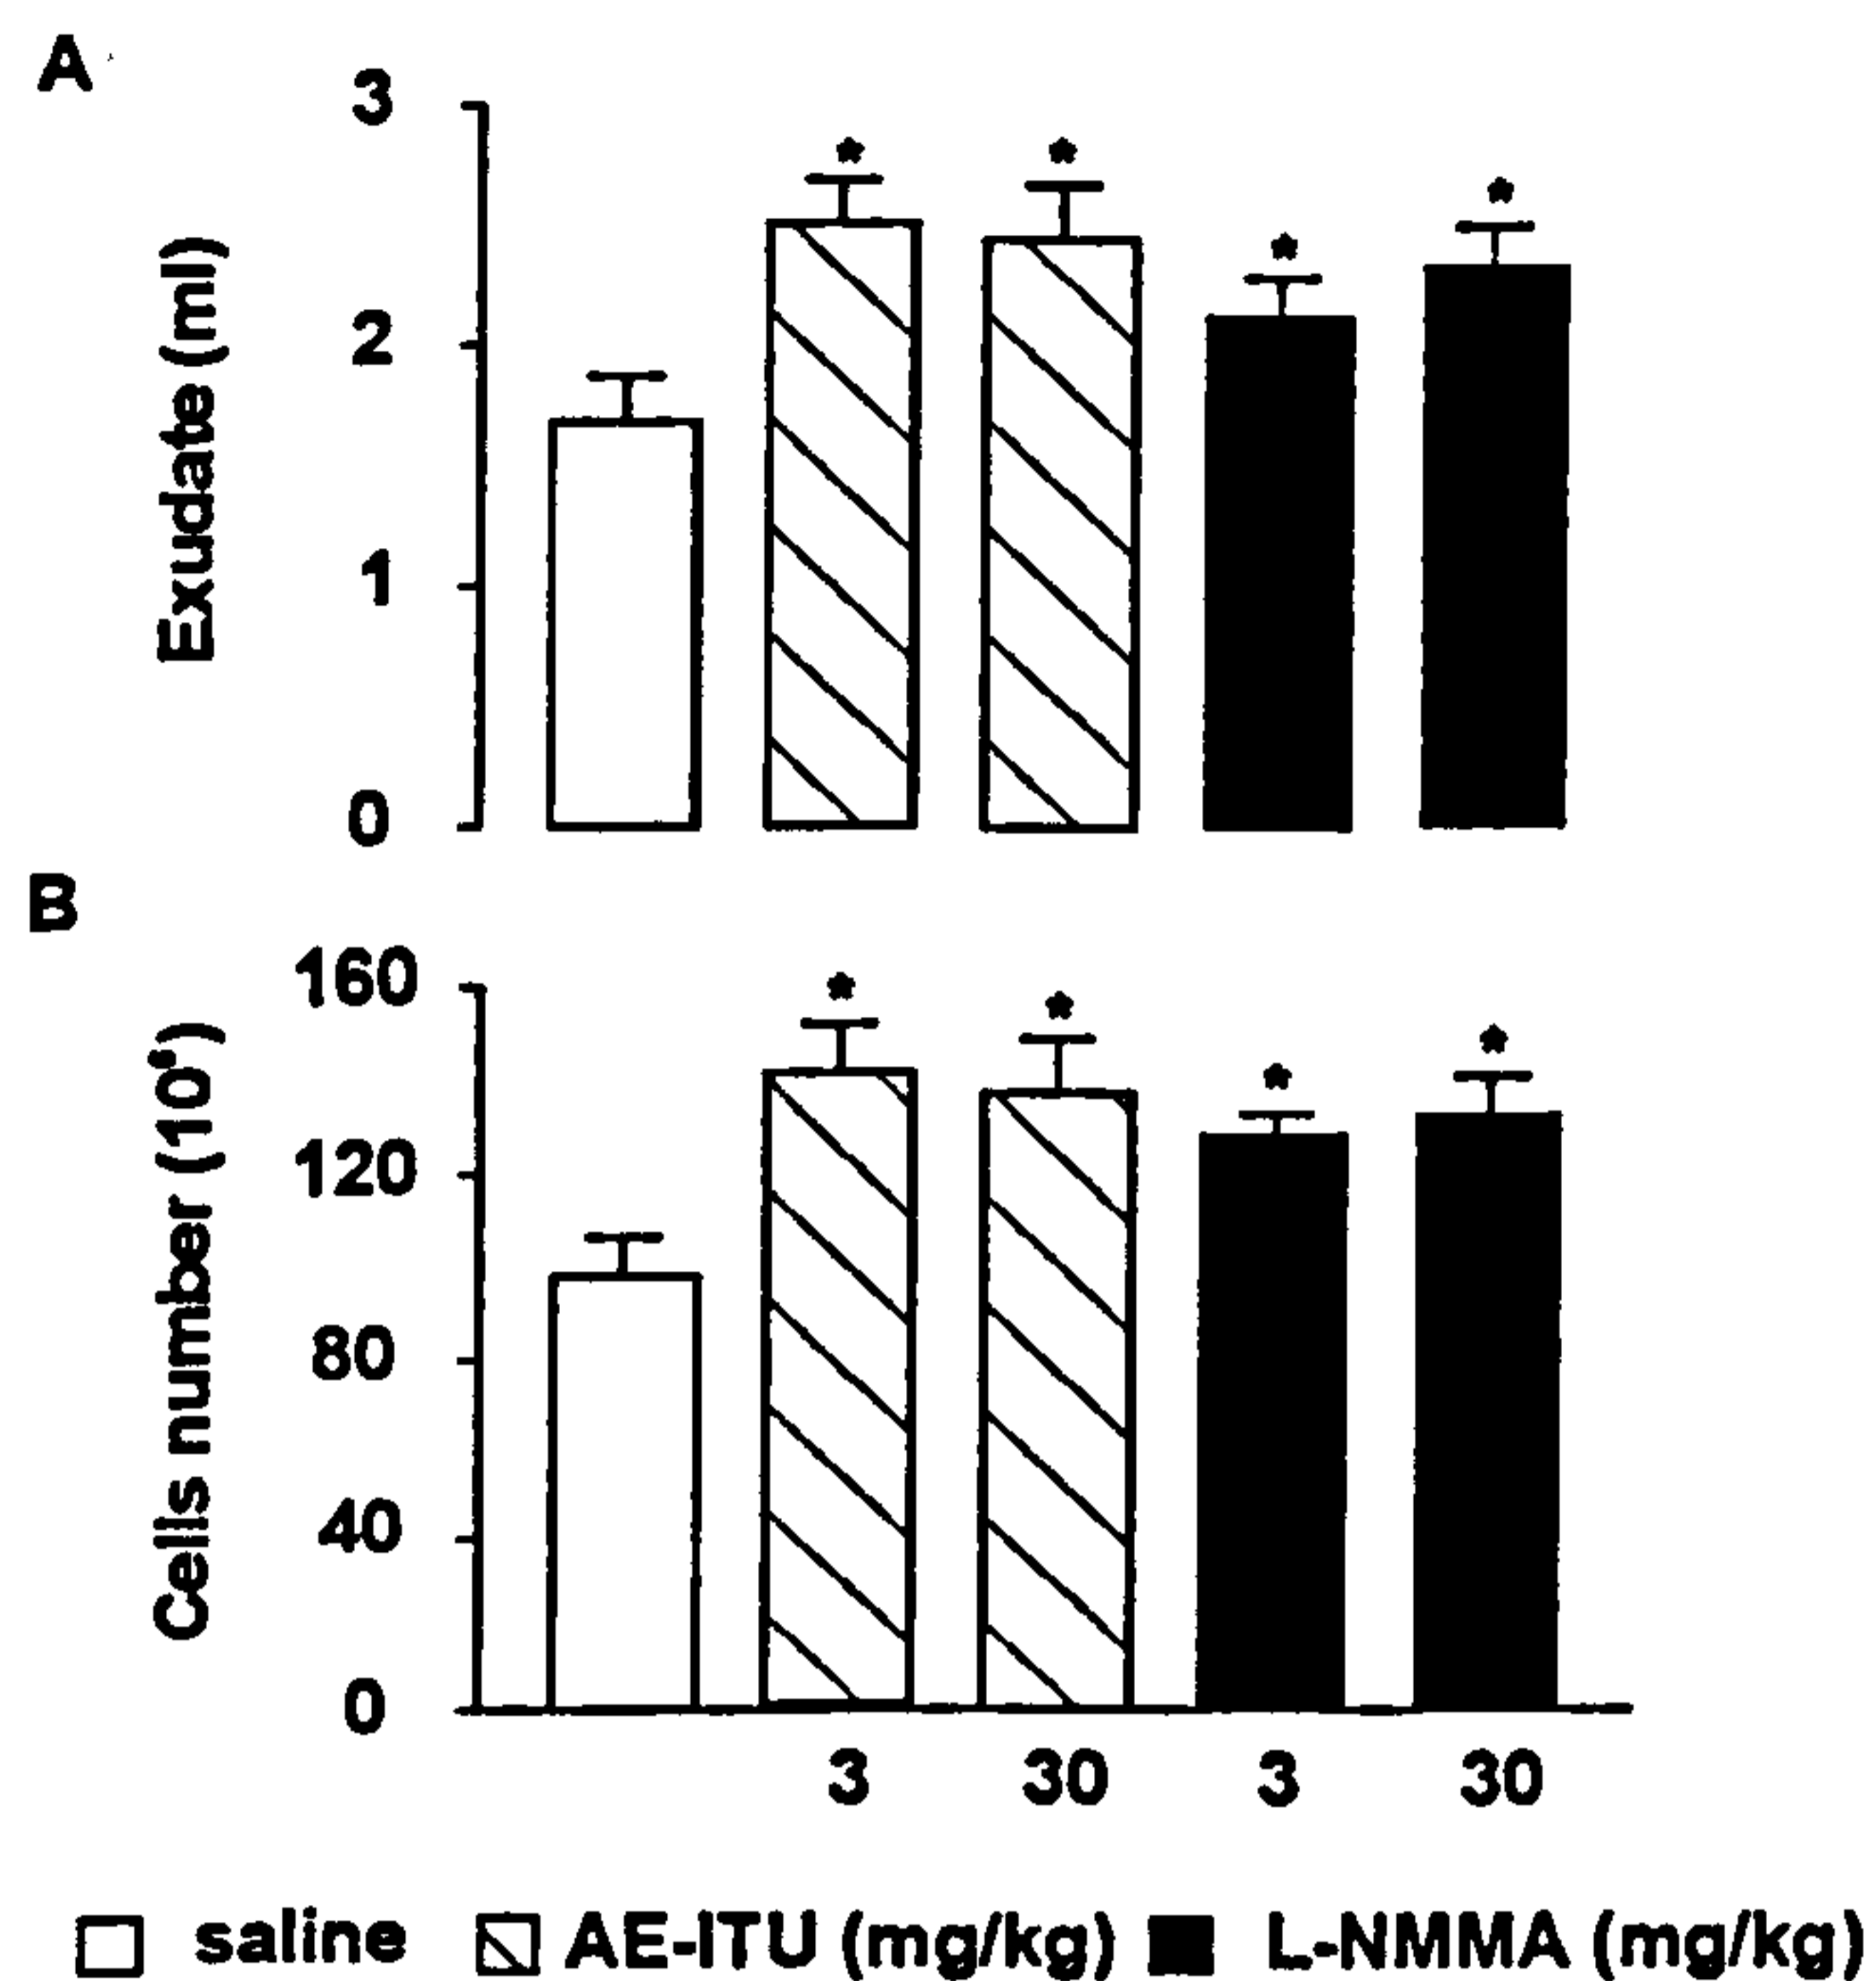 A
3
* *
*
*
2
1
0
Exudate (ml)
B
160
* *
* *
120
80
40
0
Cells number (10⁶)
3 30 3 30
saline AE-ITU (mg/kg) L-NMMA (mg/kg)